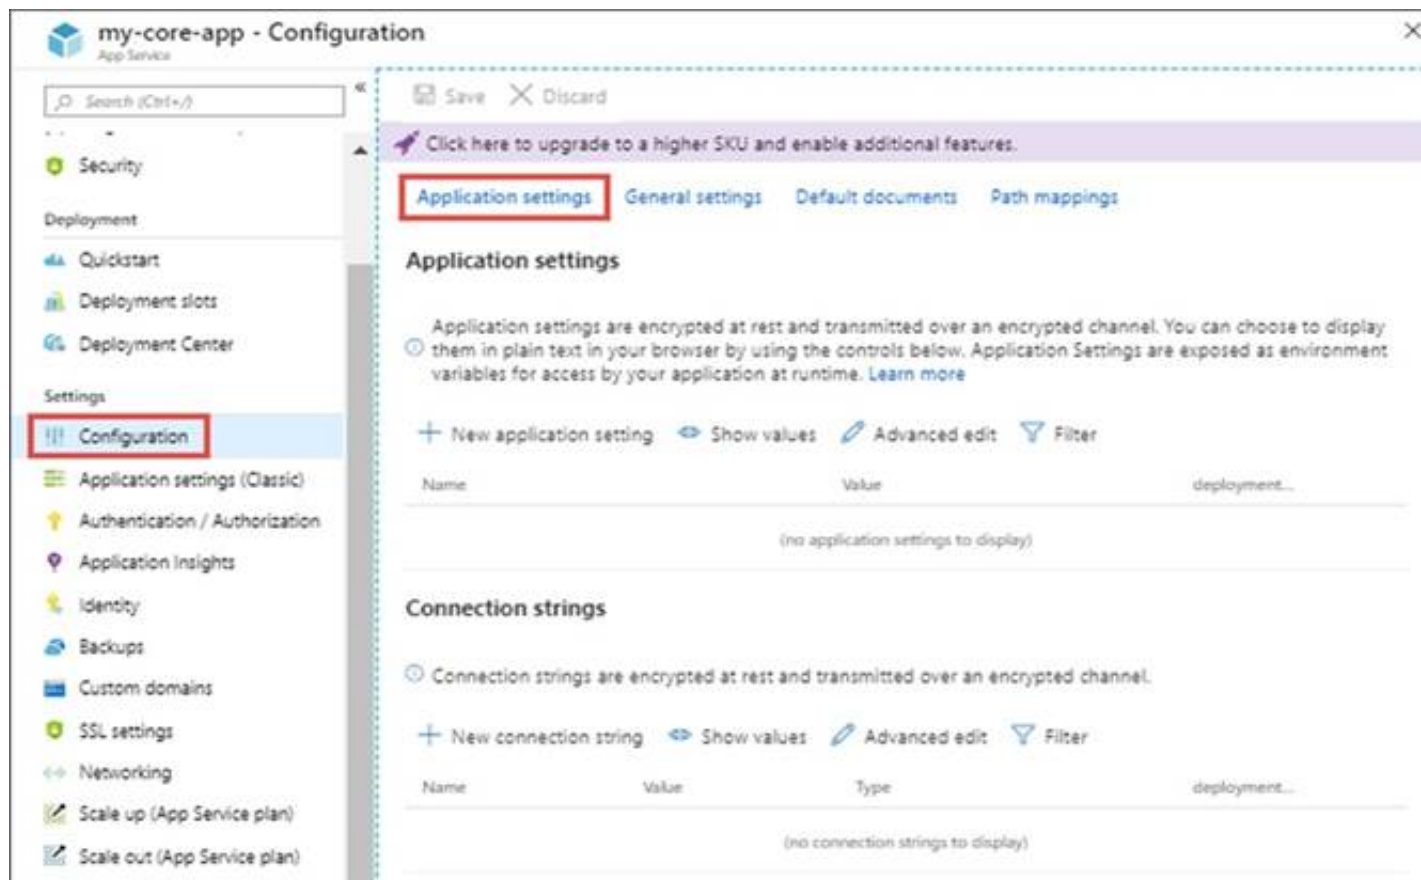 my-core-app - Configuration
App Service
Search (Ctrl+/)
Security
Deployment
Quickstart
Deployment slots
Deployment Center
Settings
Configuration
Application settings (Classic)
Authentication / Authorization
Application Insights
Identity
Backups
Custom domains
SSL settings
Networking
Scale up (App Service plan)
Scale out (App Service plan)
Save Discard
Click here to upgrade to a higher SKU and enable additional features.
Application settings General settings Default documents Path mappings
Application settings
Application settings are encrypted at rest and transmitted over an encrypted channel. You can choose to display
them in plain text in your browser by using the controls below. Application Settings are exposed as environment
variables for access by your application at runtime. Learn more
New application setting Show values Advanced edit Filter
Name Value deployment...
(no application settings to display)
Connection strings
Connection strings are encrypted at rest and transmitted over an encrypted channel.
New connection string Show values Advanced edit Filter
Name Value Type deployment...
(no connection strings to display)